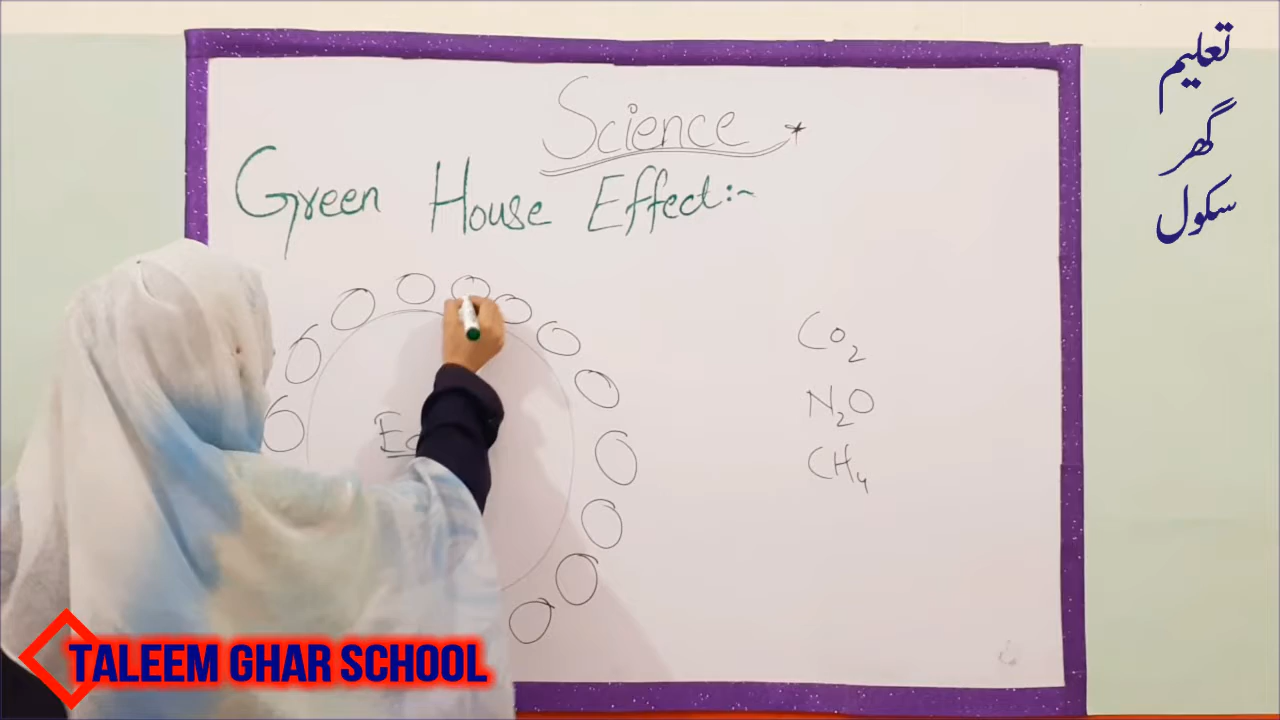 Science
Green House Effect:~
Co2
N2O
CH4
تعلیم
گھر
سکول
TALEEM GHAR SCHOOL